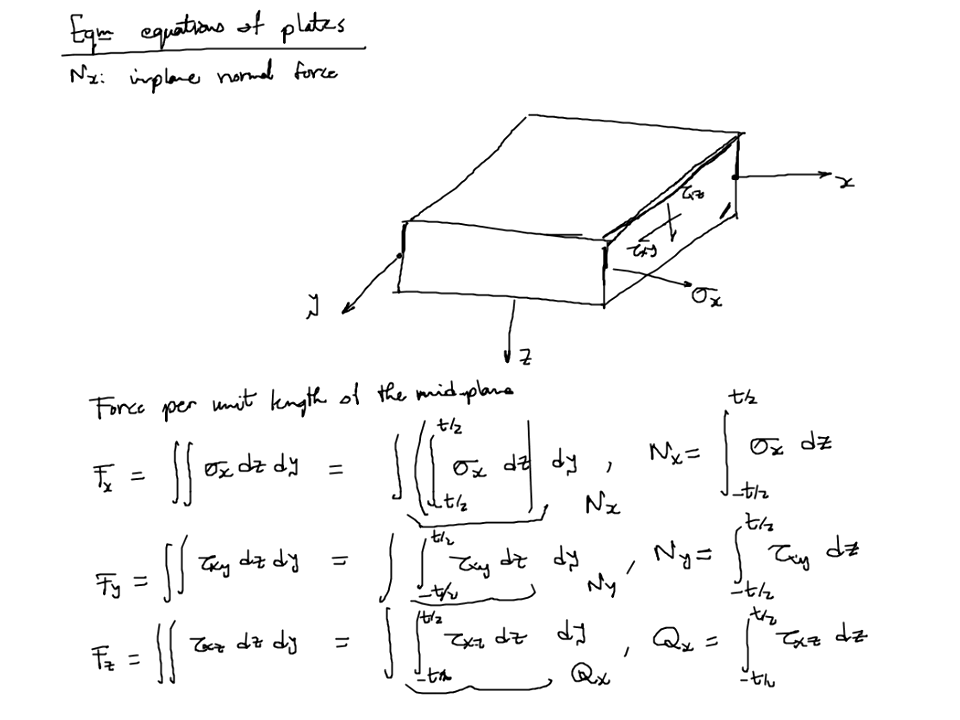 Eqm equations of plates
Nx: inplane normal force
x
τxz
τxy
σx
y
z
Force per unit length of the mid-plane
Fx = ∬ σx dz dy = ∫ ( ∫_{-t/2}^{t/2} σx dz ) dy , Nx = ∫_{-t/2}^{t/2} σx dz
Nx
Fy = ∬ τxy dz dy = ∫ ∫_{-t/2}^{t/2} τxy dz dy , Ny = ∫_{-t/2}^{t/2} τxy dz
Ny
Fz = ∬ τxz dz dy = ∫ ∫_{-t/2}^{t/2} τxz dz dy , Qx = ∫_{-t/2}^{t/2} τxz dz
Qx